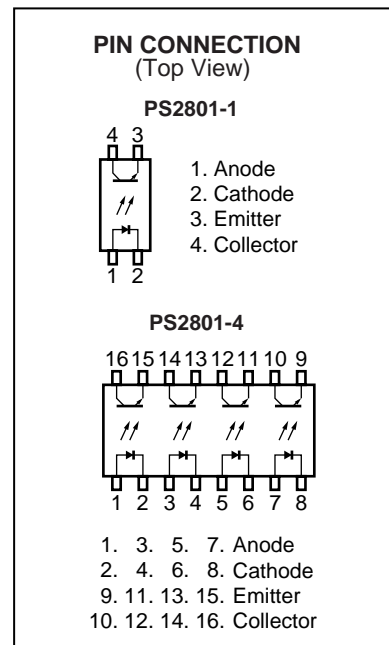 PIN CONNECTION
(Top View)
PS2801-1
4 3
1. Anode
2. Cathode
3. Emitter
4. Collector
1 2
PS2801-4
16 15 14 13 12 11 10 9
1 2 3 4 5 6 7 8
1. 3. 5. 7. Anode
2. 4. 6. 8. Cathode
9. 11. 13. 15. Emitter
10. 12. 14. 16. Collector